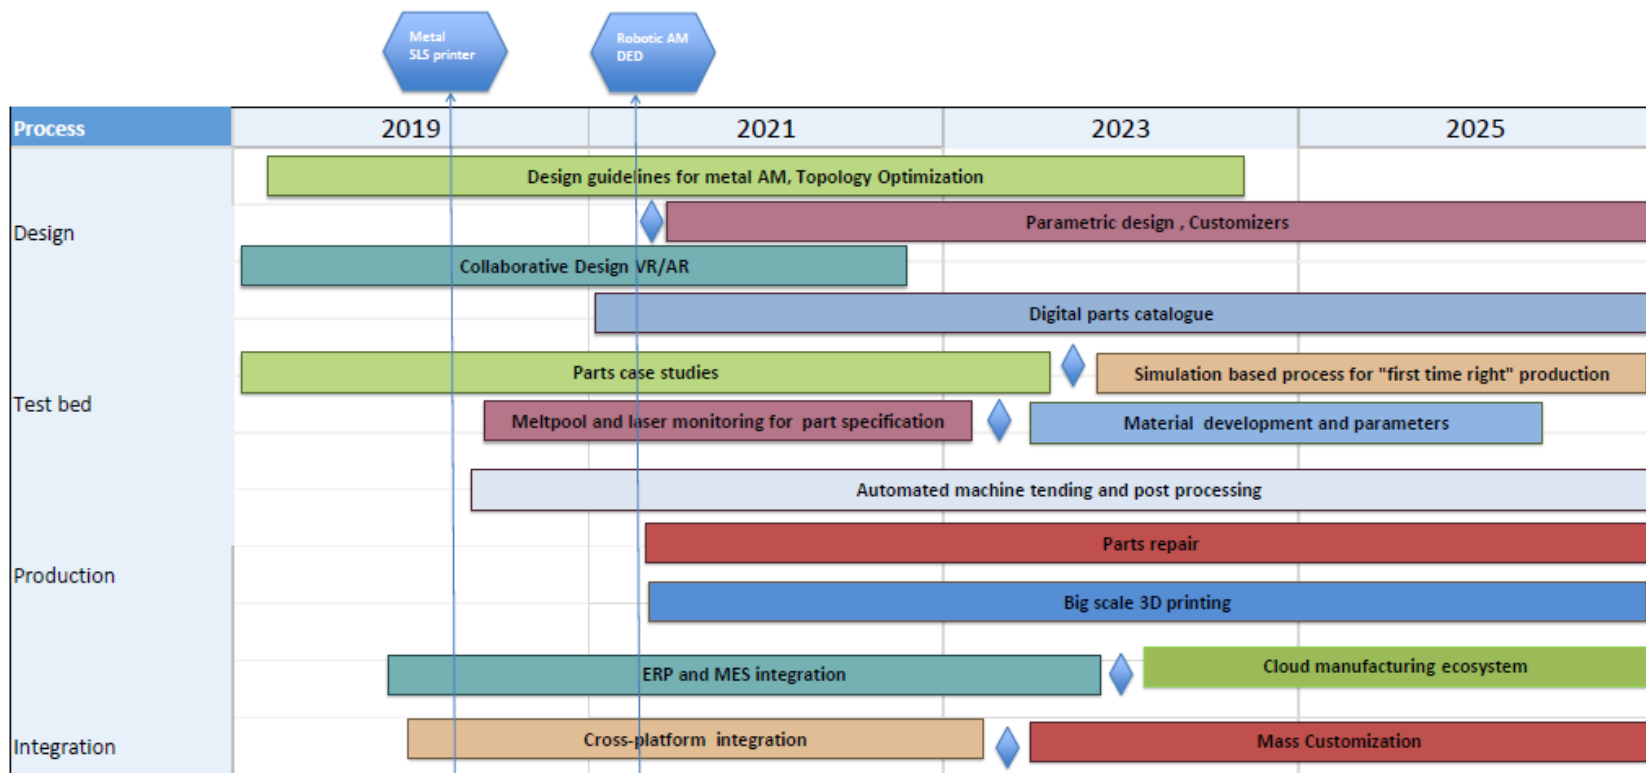 Metal
SLS printer
Robotic AM
DED
Process
2019
2021
2023
2025
Design guidelines for metal AM, Topology Optimization
Parametric design , Customizers
Design
Collaborative Design VR/AR
Digital parts catalogue
Parts case studies
Simulation based process for "first time right" production
Test bed
Meltpool and laser monitoring for part specification
Material development and parameters
Automated machine tending and post processing
Parts repair
Production
Big scale 3D printing
ERP and MES integration
Cloud manufacturing ecosystem
Cross-platform integration
Mass Customization
Integration